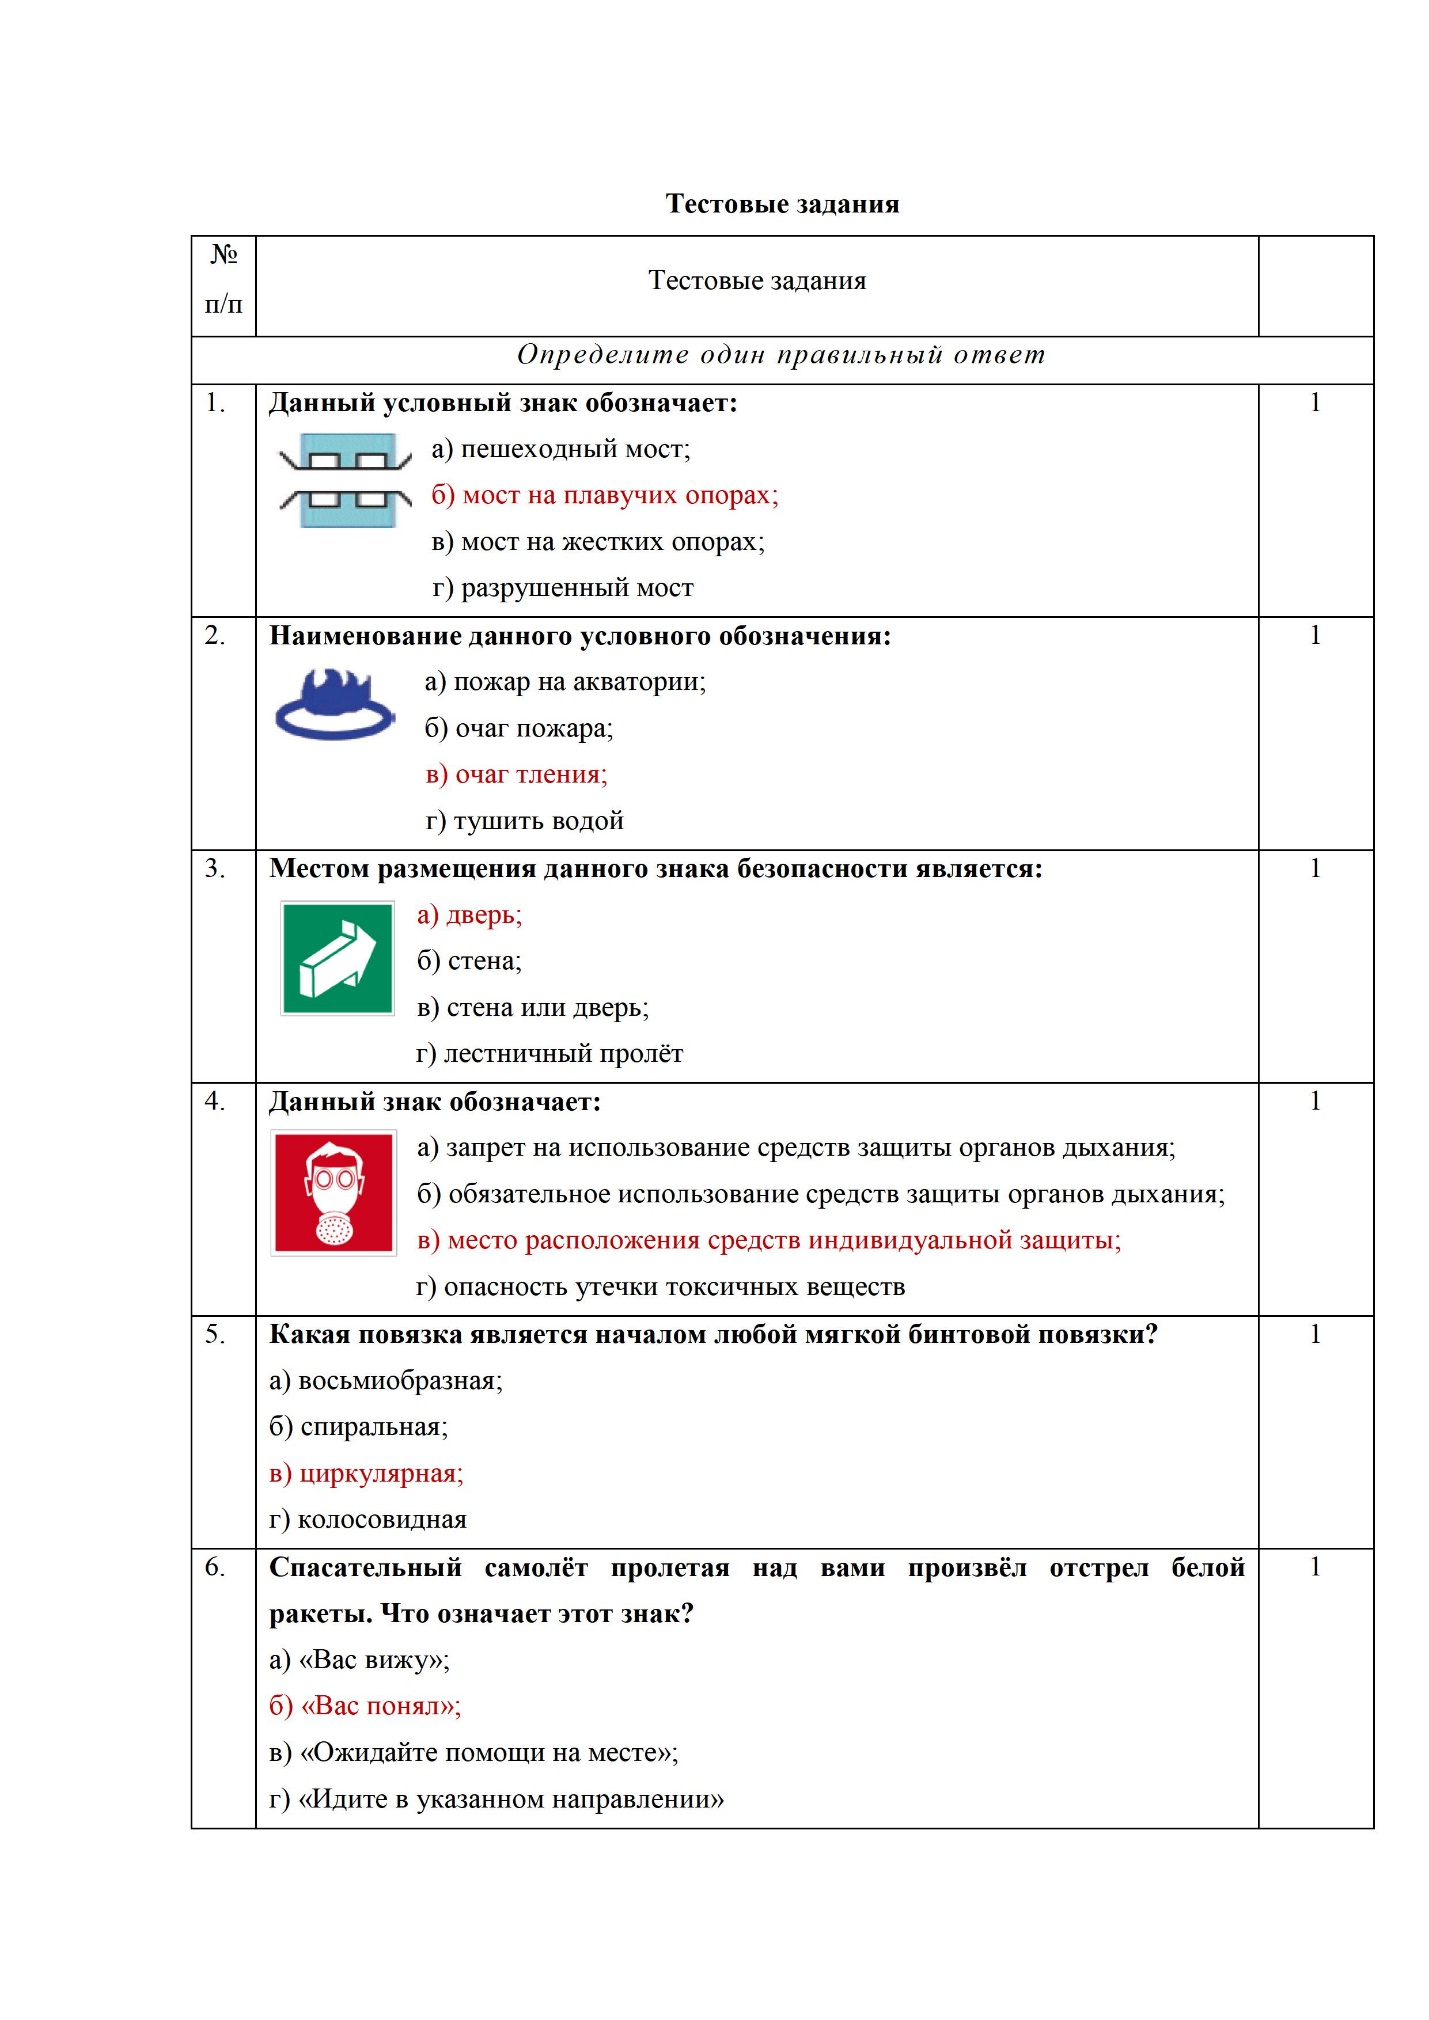 Тестовые задания
№
п/п
Тестовые задания
Определите один правильный ответ
1.
Данный условный знак обозначает:
1
а) пешеходный мост;
б) мост на плавучих опорах;
в) мост на жестких опорах;
г) разрушенный мост
2.
Наименование данного условного обозначения:
1
а) пожар на акватории;
б) очаг пожара;
в) очаг тления;
г) тушить водой
3.
Местом размещения данного знака безопасности является:
1
а) дверь;
б) стена;
в) стена или дверь;
г) лестничный пролёт
4.
Данный знак обозначает:
1
а) запрет на использование средств защиты органов дыхания;
б) обязательное использование средств защиты органов дыхания;
в) место расположения средств индивидуальной защиты;
г) опасность утечки токсичных веществ
5.
Какая повязка является началом любой мягкой бинтовой повязки?
1
а) восьмиобразная;
б) спиральная;
в) циркулярная;
г) колосовидная
6.
Спасательный самолёт пролетая над вами произвёл отстрел белой
1
ракеты. Что означает этот знак?
а) «Вас вижу»;
б) «Вас понял»;
в) «Ожидайте помощи на месте»;
г) «Идите в указанном направлении»